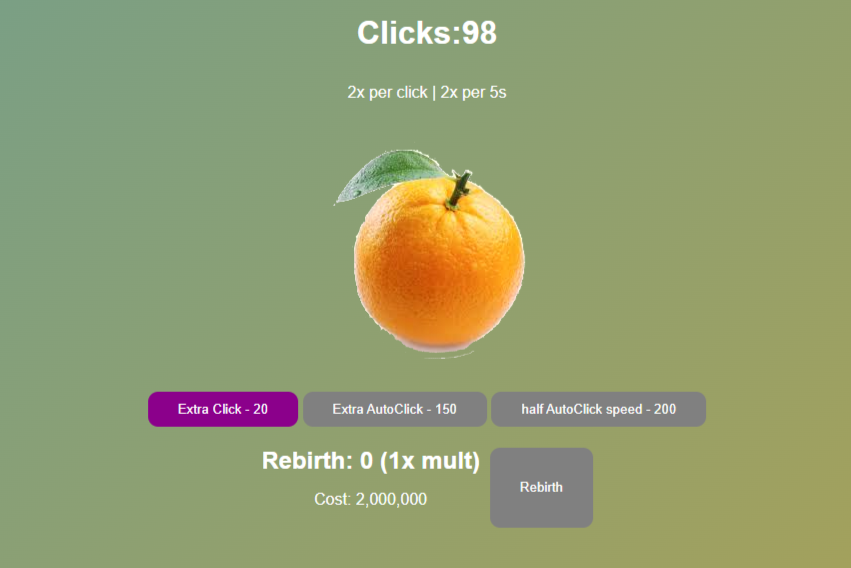 Clicks:98
2x per click | 2x per 5s
Extra Click - 20
Extra AutoClick - 150
half AutoClick speed - 200
Rebirth: 0 (1x mult)
Cost: 2,000,000
Rebirth